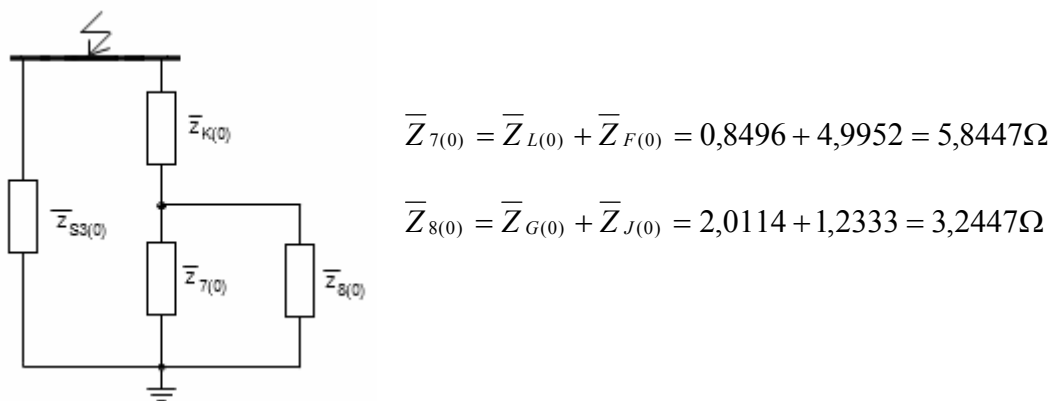 z̅K(0)
z̅S3(0)
z̅7(0)
z̅8(0)
Z̅7(0) = Z̅L(0) + Z̅F(0) = 0,8496 + 4,9952 = 5,8447Ω
Z̅8(0) = Z̅G(0) + Z̅J(0) = 2,0114 + 1,2333 = 3,2447Ω